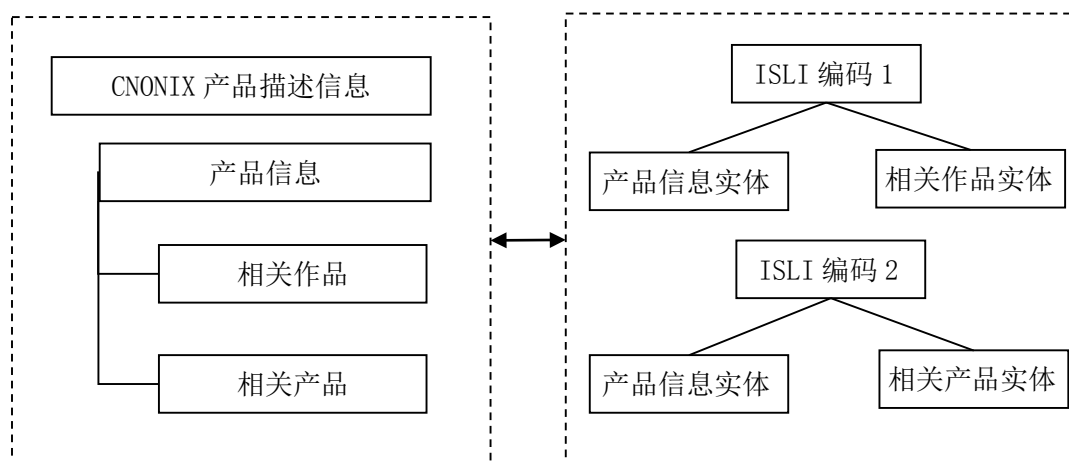 CNONIX 产品描述信息
产品信息
相关作品
相关产品
ISLI 编码 1
产品信息实体
相关作品实体
ISLI 编码 2
产品信息实体
相关产品实体